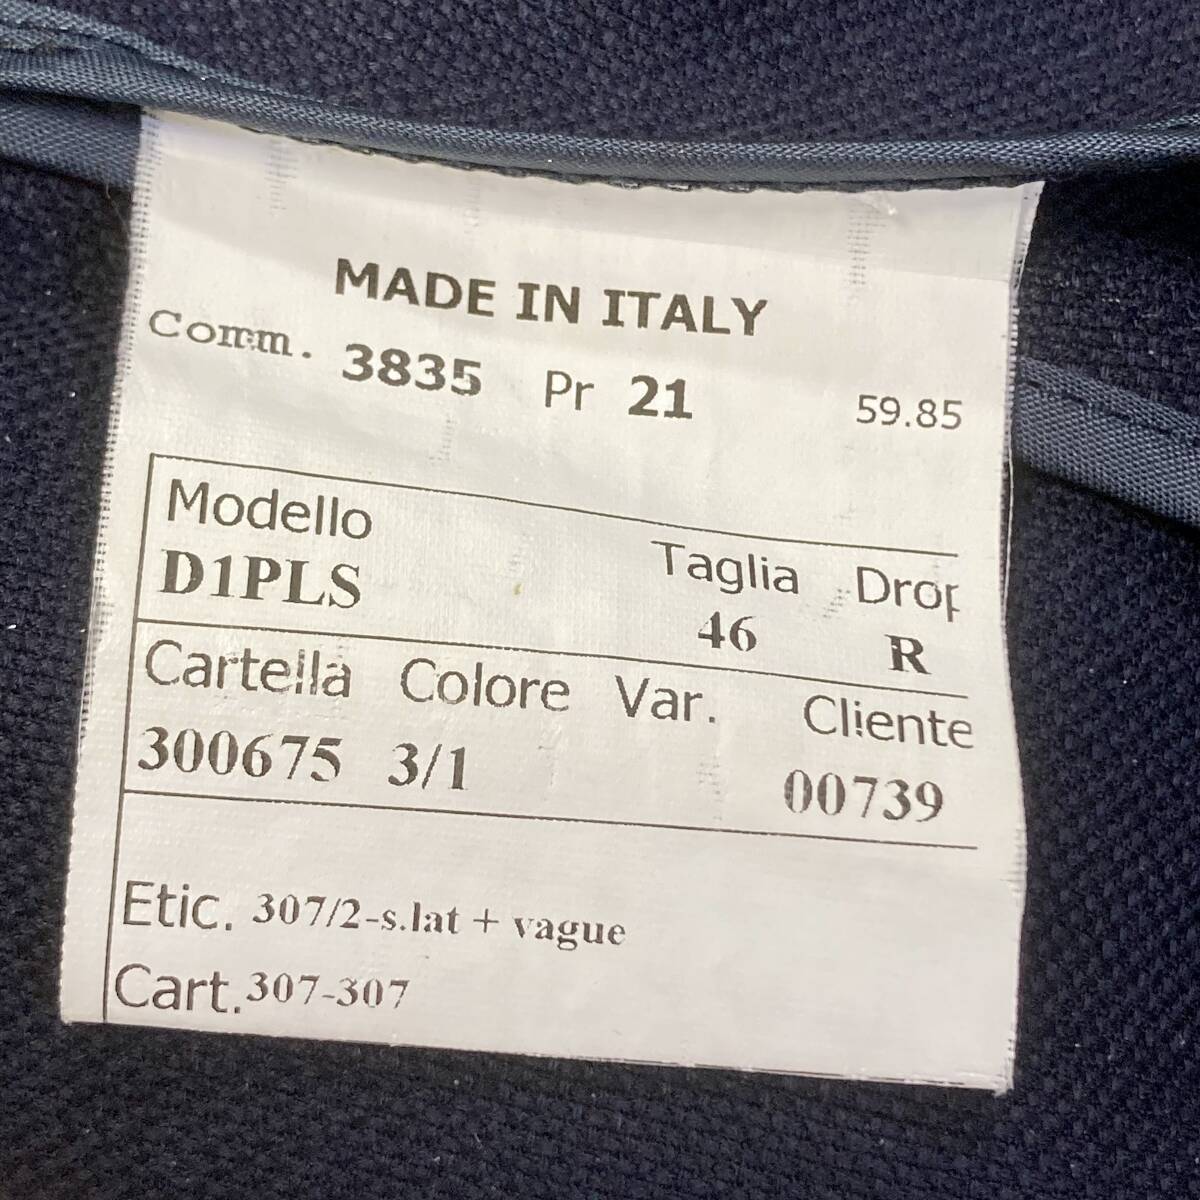 MADE IN ITALY
Comm. 3835 Pr 21 59.85
Modello Taglia Drop
D1PLS 46 R
Cartella Colore Var. Cliente
300675 3/1 00739
Etic. 307/2-s.lat + vague
Cart. 307-307